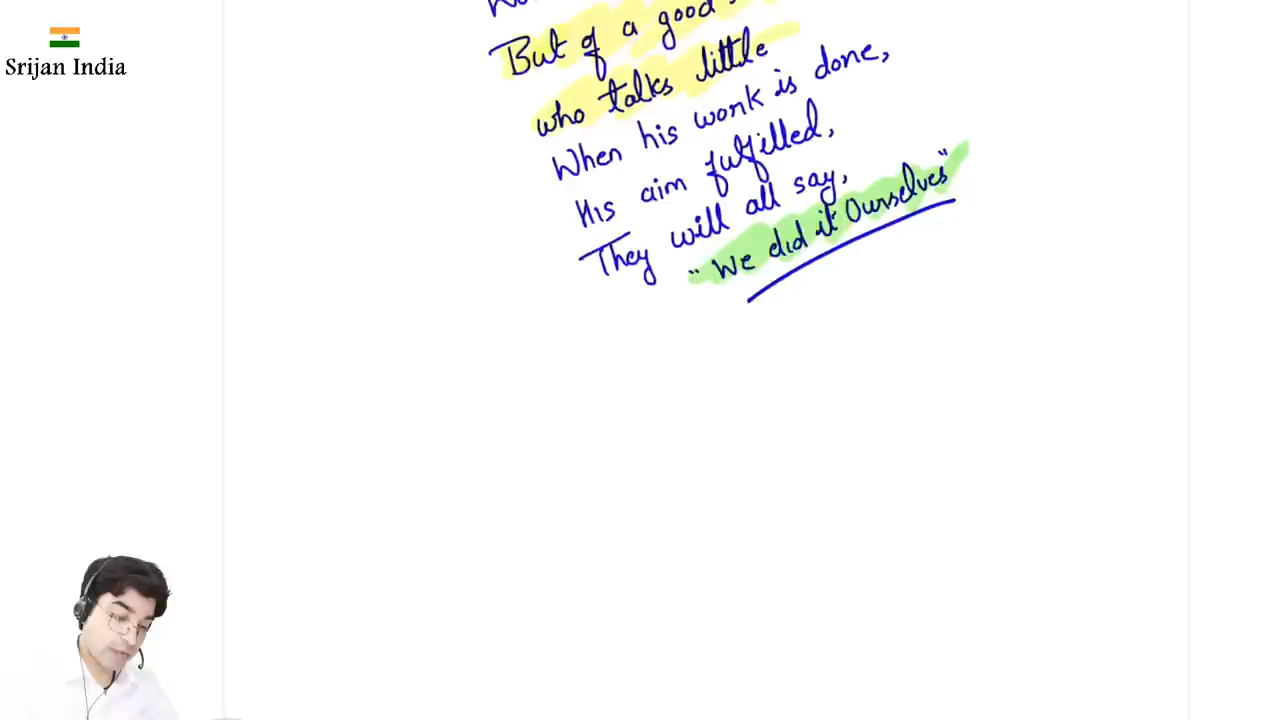 Srijan India
But of a good
who talks little
When his work is done,
His aim fulfilled,
They will all say,
"We did it Ourselves"